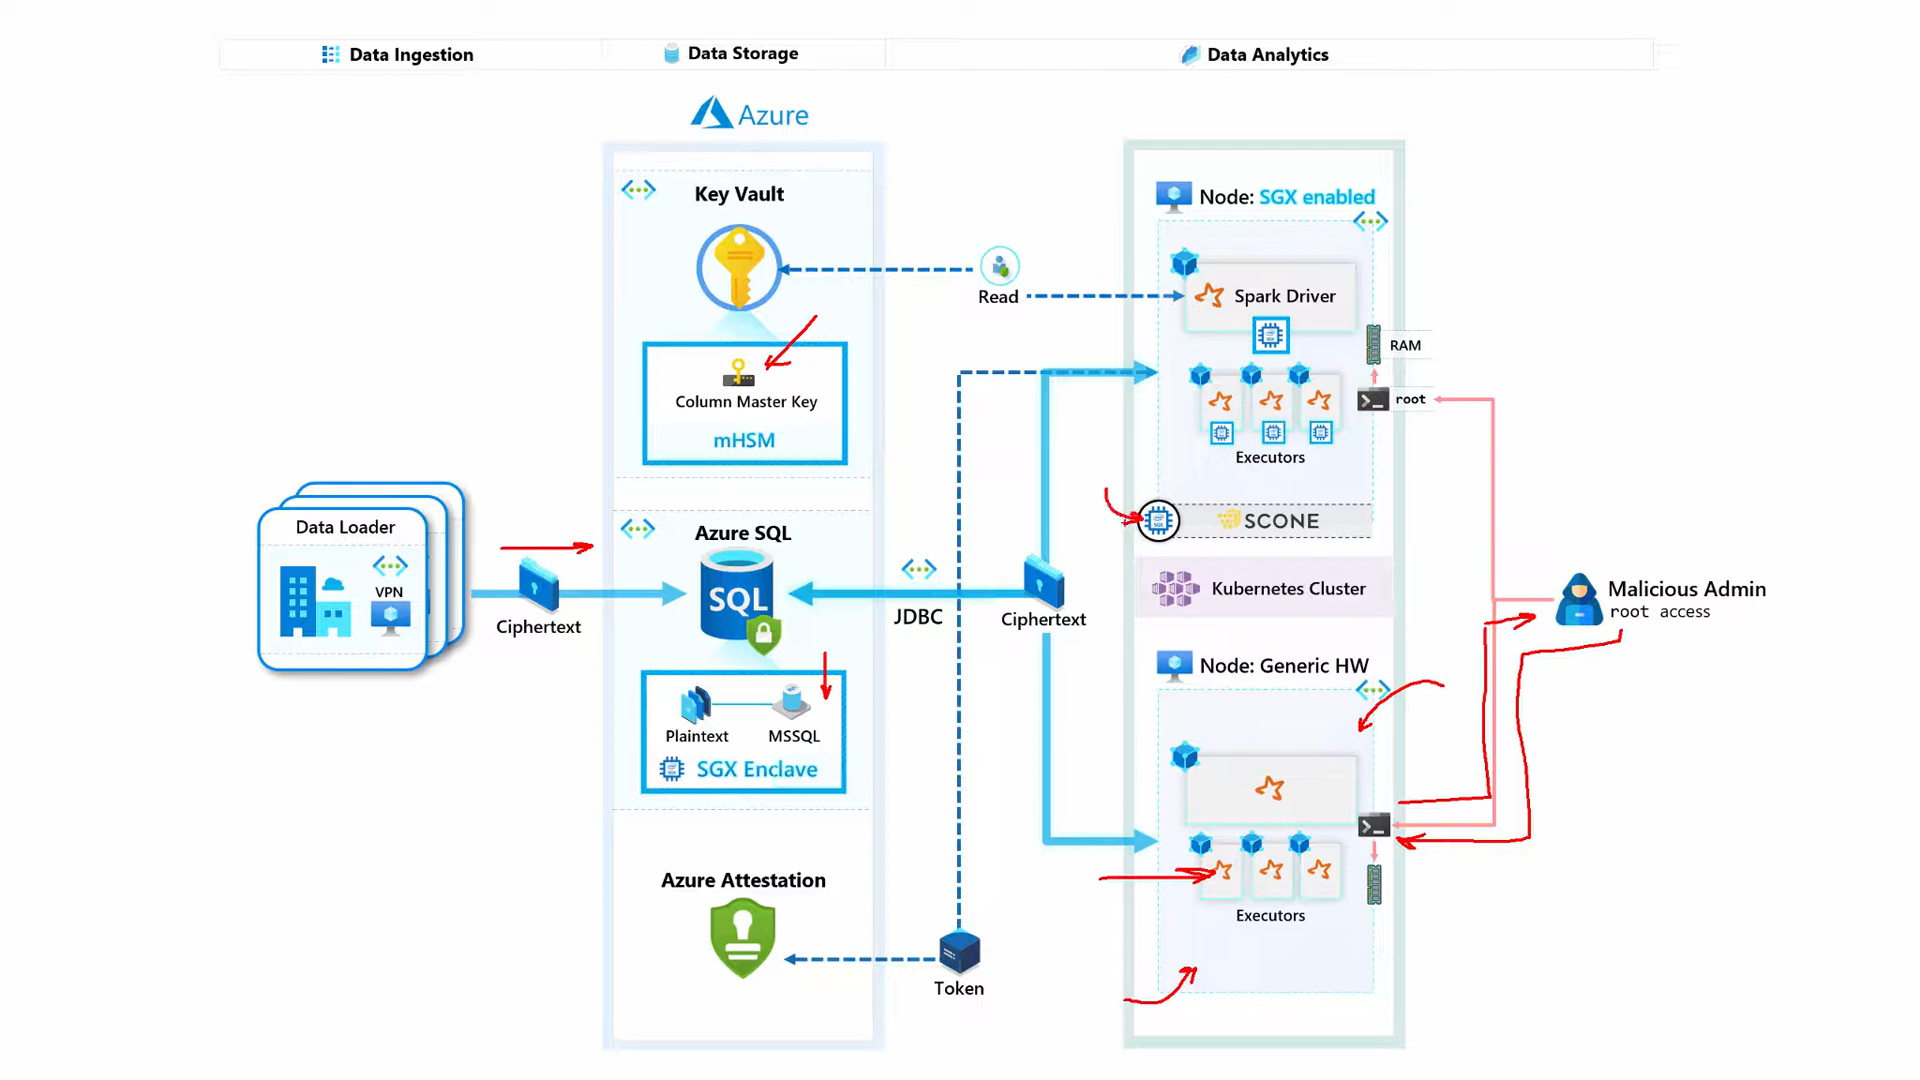 Data Ingestion
Data Storage
Data Analytics
Azure
Key Vault
Column Master Key
mHSM
Read
Node: SGX enabled
Spark Driver
RAM
root
Executors
SCONE
Kubernetes Cluster
Data Loader
VPN
Ciphertext
Azure SQL
SQL
Plaintext
MSSQL
SGX Enclave
JDBC
Ciphertext
Malicious Admin
root access
Node: Generic HW
Executors
Azure Attestation
Token